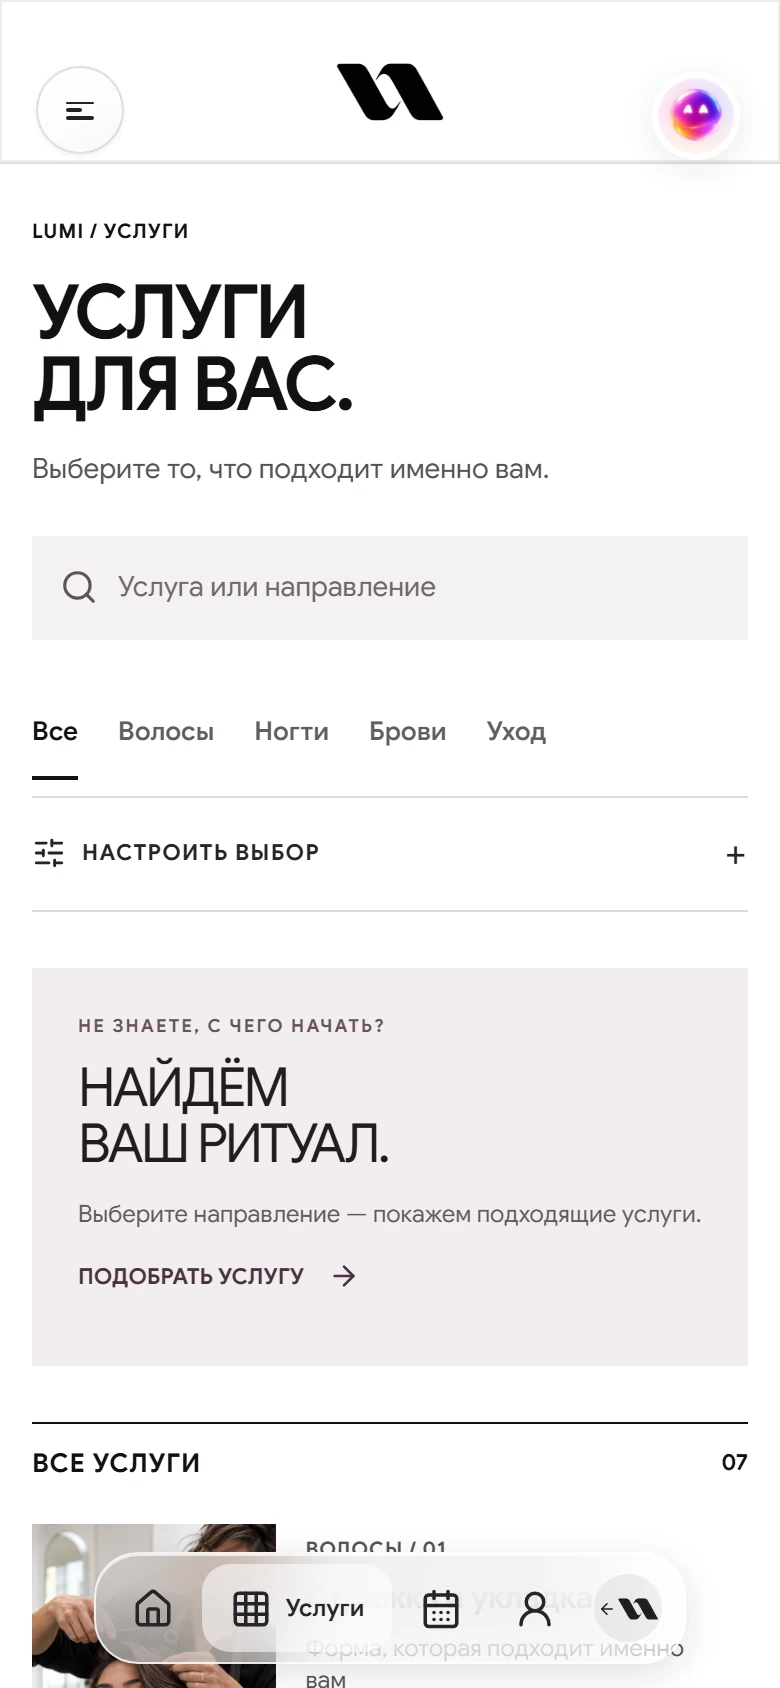 LUMI / УСЛУГИ
УСЛУГИ
ДЛЯ ВАС.
Выберите то, что подходит именно вам.
Услуга или направление
Все Волосы Ногти Брови Уход
НАСТРОИТЬ ВЫБОР +
НЕ ЗНАЕТЕ, С ЧЕГО НАЧАТЬ?
НАЙДЁМ
ВАШ РИТУАЛ.
Выберите направление — покажем подходящие услуги.
ПОДОБРАТЬ УСЛУГУ →
ВСЕ УСЛУГИ 07
ВОЛОСЫ / 01
укладка
Услуги
Форма, которая подходит именно
вам